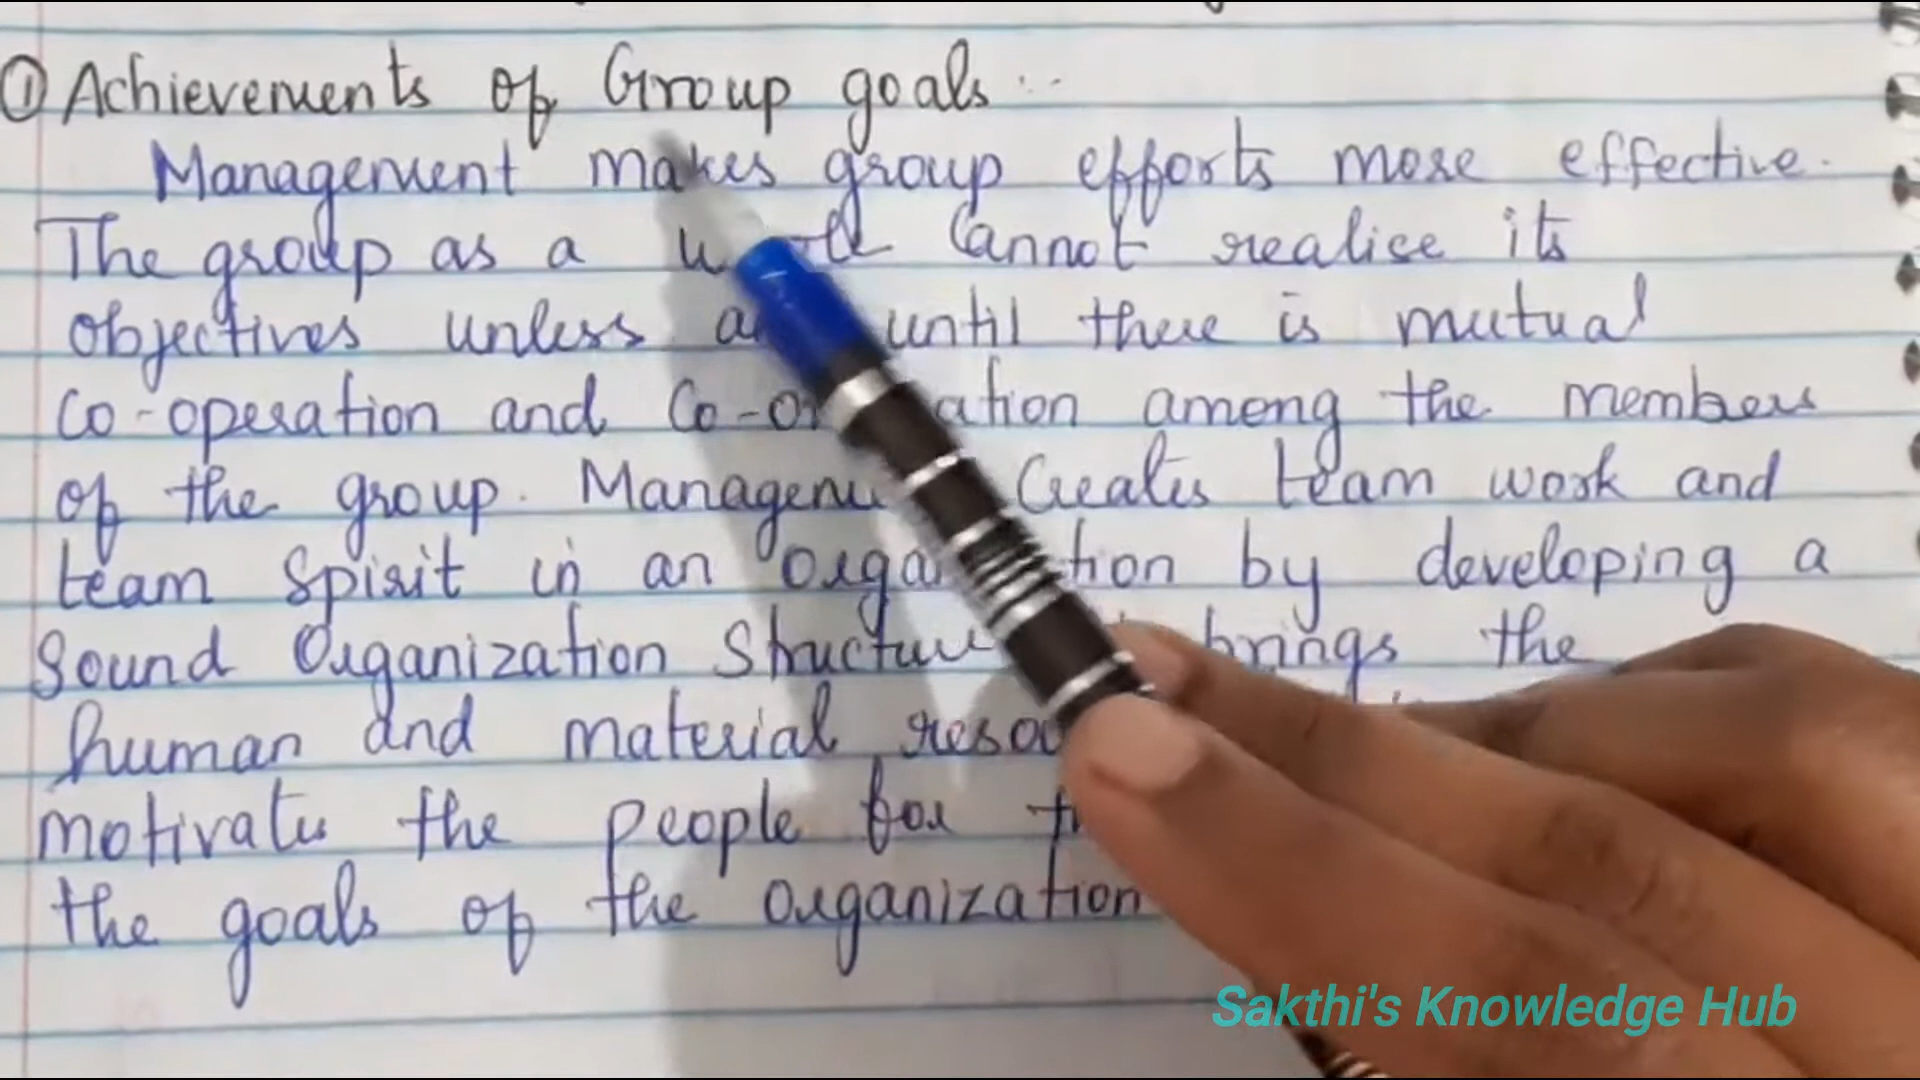 ① Achievements of Group goals :-
Management makes group efforts more effective.
The group as a cannot realise its
objectives unless until there is mutual
co-operation and among the members
of the group. Creates team work and
team spirit in an by developing a
Sound Organization Structure brings the
human and material
motivates the people for
the goals of the Organization
Sakthi's Knowledge Hub